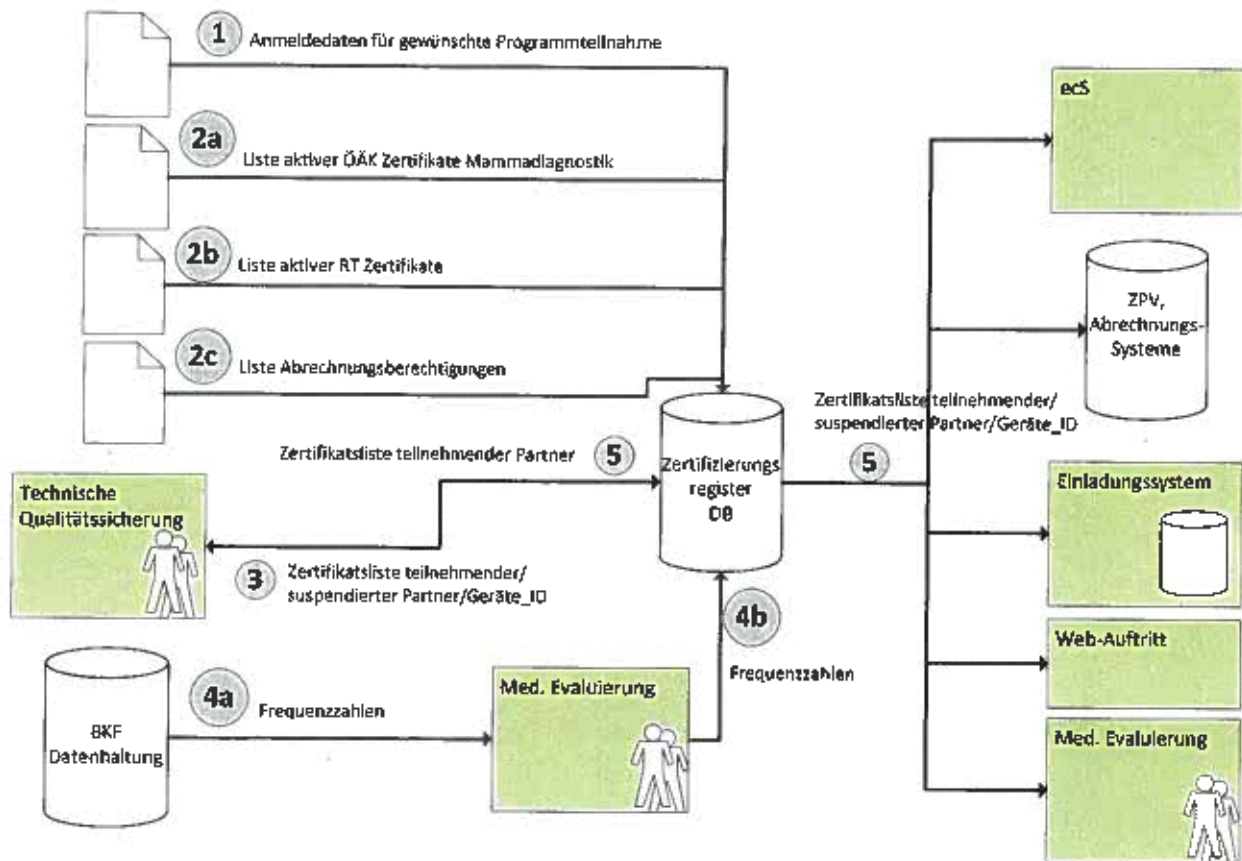 1
Anmeldedaten für gewünschte Programmteilnahme
2a
Liste aktiver ÖÄK Zertifikate Mammadiagnostik
2b
Liste aktiver RT Zertifikate
2c
Liste Abrechnungsberechtigungen
Zertifikatsliste teilnehmender Partner
5
Technische
Qualitätssicherung
3
Zertifikatsliste teilnehmender/
suspendierter Partner/Geräte_ID
BKF
Datenhaltung
4a
Frequenzzahlen
Med. Evaluierung
4b
Frequenzzahlen
Zertifizierungs
register
DB
Zertifikatsliste teilnehmender/
suspendierter Partner/Geräte_ID
5
ecS
ZPV,
Abrechnungs-
Systeme
Einladungssystem
Web-Auftritt
Med. Evaluierung